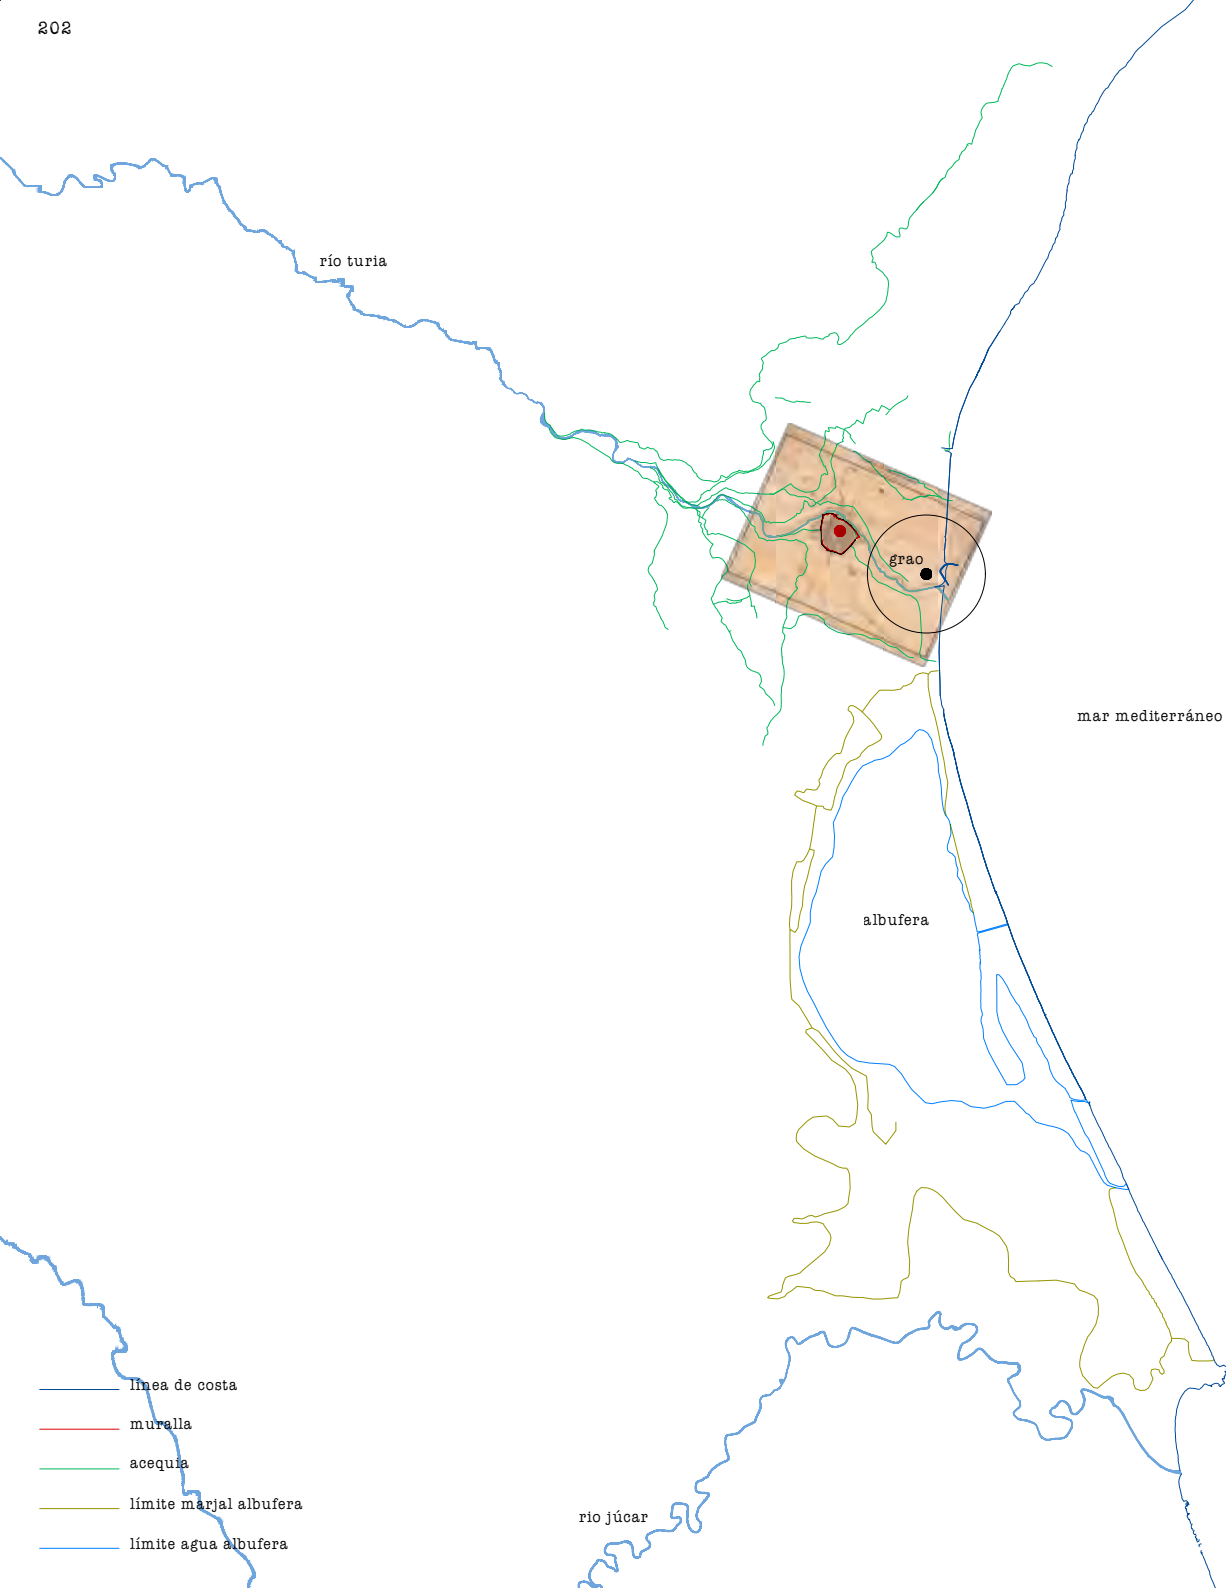 202
río turia
grao
mar mediterráneo
albufera
línea de costa
muralla
acequia
límite marjal albufera
límite agua albufera
rio júcar